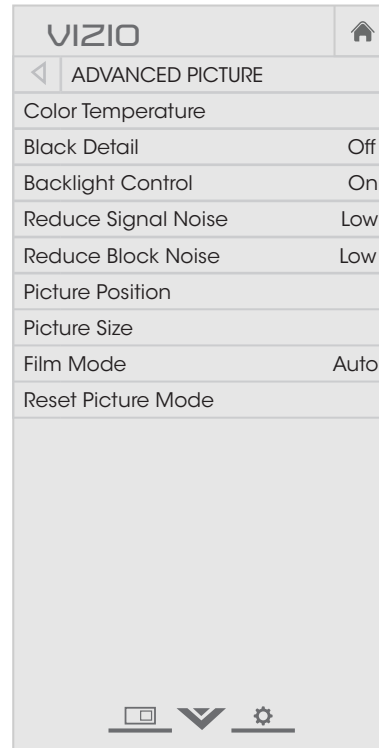 VIZIO
ADVANCED PICTURE
Color Temperature
Black Detail Off
Backlight Control On
Reduce Signal Noise Low
Reduce Block Noise Low
Picture Position
Picture Size
Film Mode Auto
Reset Picture Mode